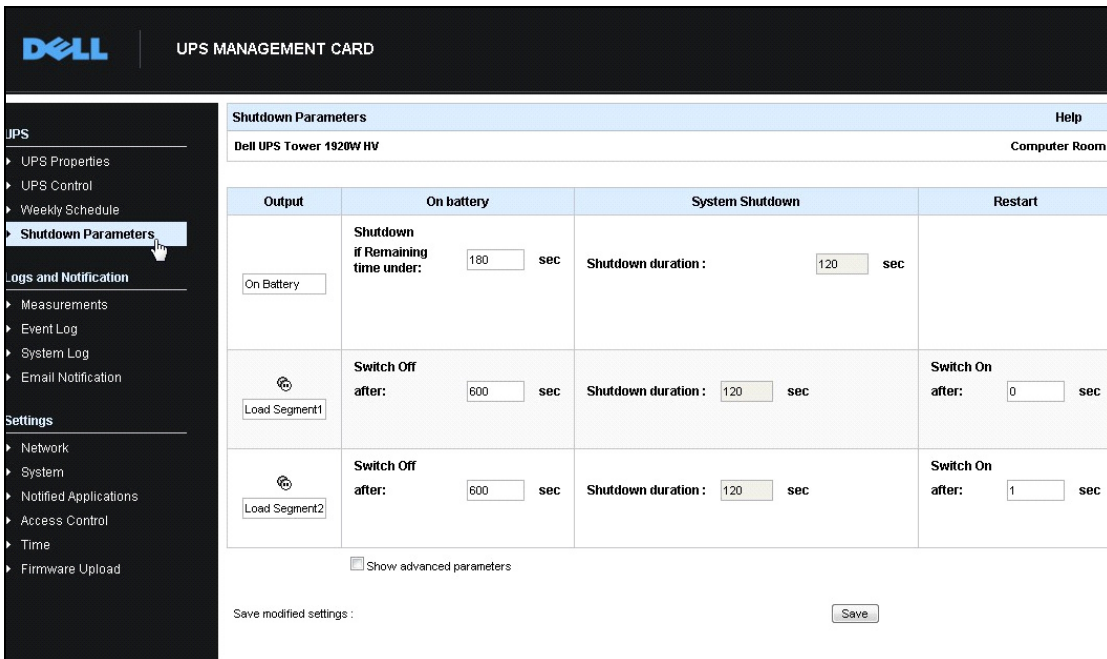 DELL
UPS MANAGEMENT CARD
UPS
UPS Properties
UPS Control
Weekly Schedule
Shutdown Parameters
Logs and Notification
Measurements
Event Log
System Log
Email Notification
Settings
Network
System
Notified Applications
Access Control
Time
Firmware Upload
Shutdown Parameters Help
Dell UPS Tower 1920W HV Computer Room
Output On battery System Shutdown Restart
Shutdown
if Remaining
time under: 180 sec
Shutdown duration : 120 sec
On Battery
Switch Off
after: 600 sec
Shutdown duration : 120 sec
Switch On
after: 0 sec
Load Segment1
Switch Off
after: 600 sec
Shutdown duration : 120 sec
Switch On
after: 1 sec
Load Segment2
Show advanced parameters
Save modified settings : Save